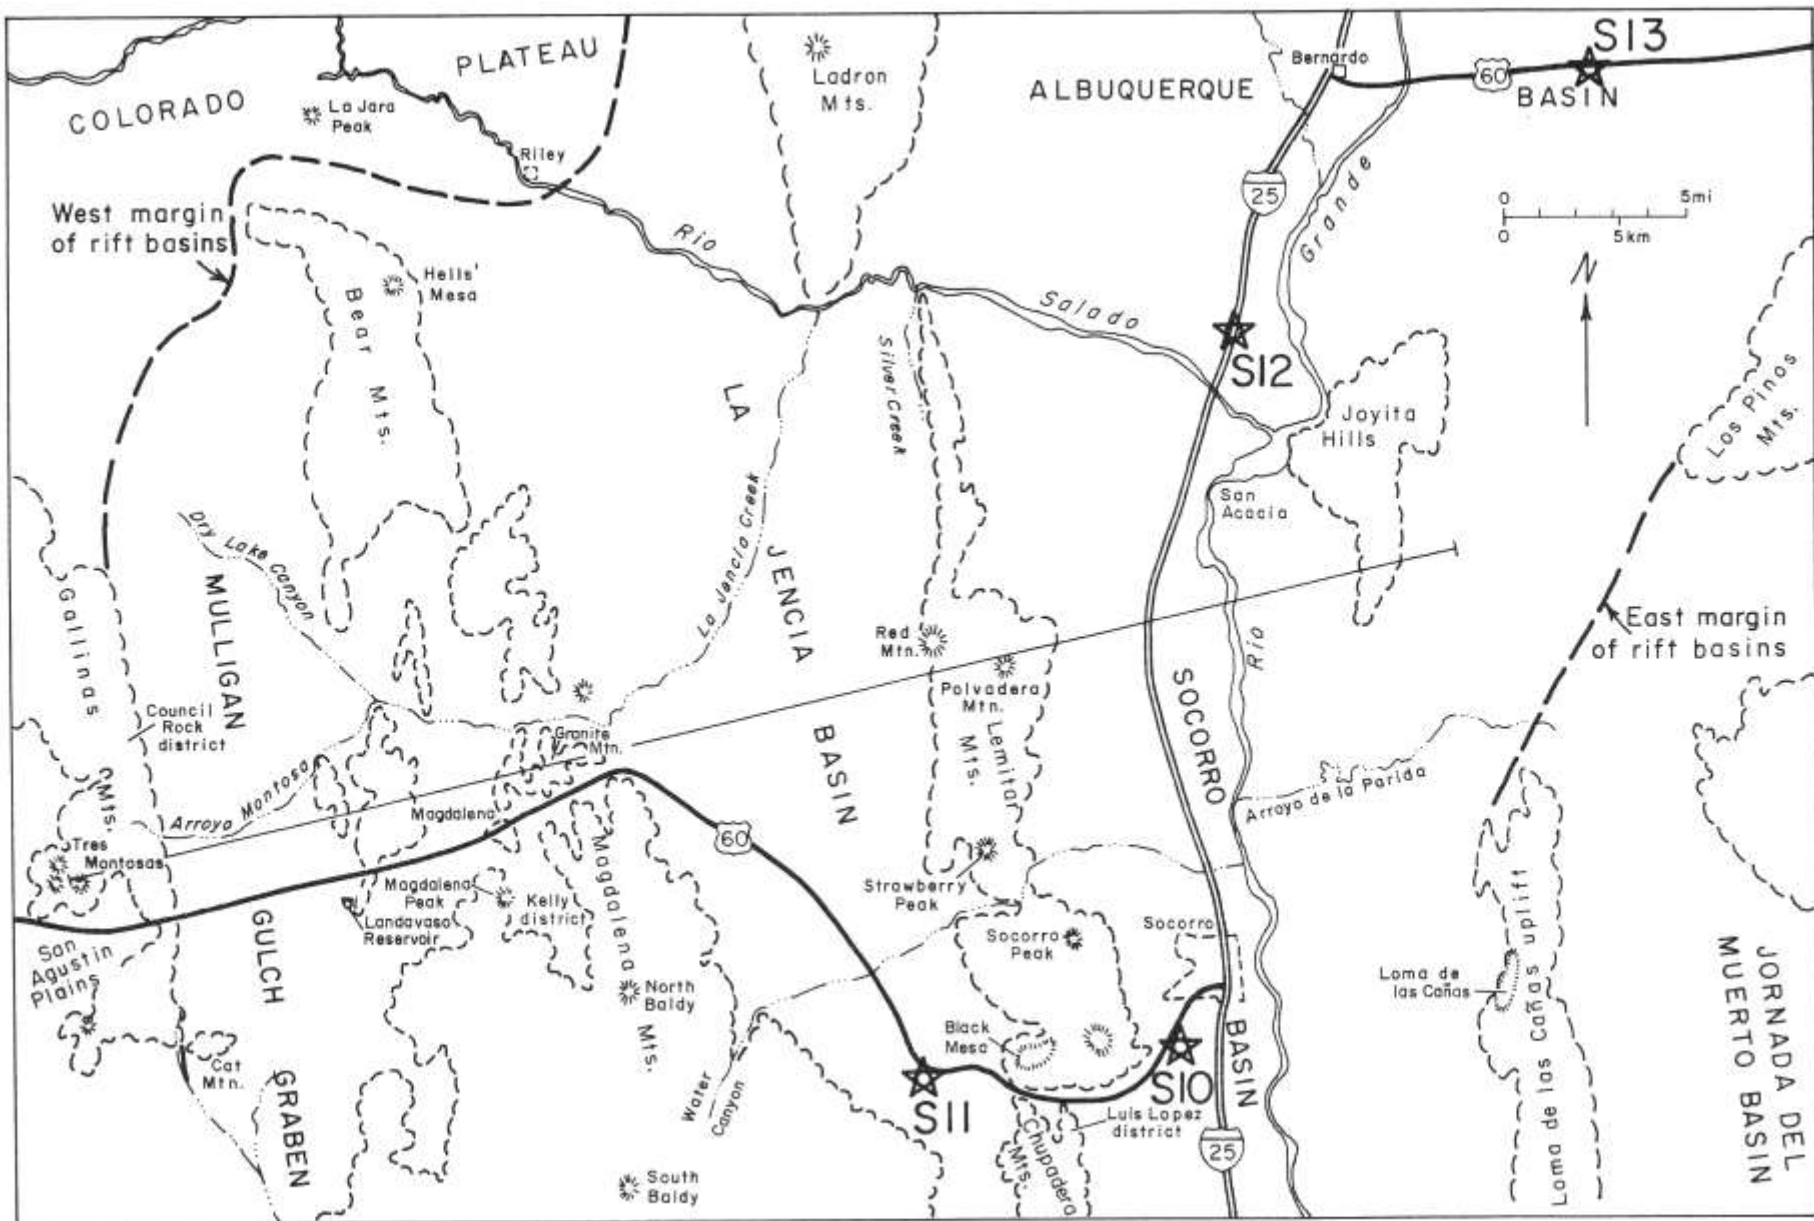 COLORADO
PLATEAU
La Jara
Peak
Riley
Ladron
Mts.
ALBUQUERQUE
BASIN
Bernardo
60
S13
25
Rio Grande
0 5mi
0 5km
N
West margin
of rift basins
Hells'
Mesa
Bear Mts.
Rio Salado
Silver Creek
S12
Joyita
Hills
Los Pinos
Mts.
San
Acacia
LA JENCIA BASIN
La Jencia Creek
Dry Lake Canyon
MULLIGAN GULCH GRABEN
Gallinas Mts.
Council
Rock
district
Red
Mtn.
Polvadera
Mtn.
Lemitar
Mts.
SOCORRO BASIN
Rio
East margin
of rift basins
Granite
Mtn.
Arroyo Montosa
Magdalena
Tres
Montosas
60
Magdalena
Peak
Kelly
district
Magdalena Mts.
Landavaso
Reservoir
Strawberry
Peak
Arroyo de la Parida
San
Agustin
Plains
Socorro
Peak
Socorro
North
Baldy
Loma de
las Cañas
Loma de las Cañas uplift
JORNADA DEL
MUERTO BASIN
Cat
Mtn.
Black
Mesa
Water
Canyon
S11
S10
Luis Lopez
district
Chupadera
Mts.
25
South
Baldy